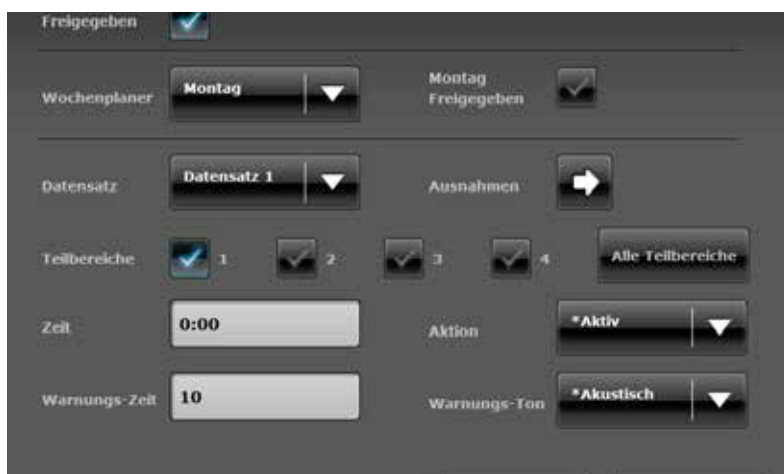 Freigegeben
Wochenplaner Montag Montag Freigegeben
Datensatz Datensatz 1 Ausnahmen
Teilbereiche 1 2 3 4 Alle Teilbereiche
Zeit 0:00 Aktion *Aktiv
Warnungs-Zeit 10 Warnungs-Ton *Akustisch